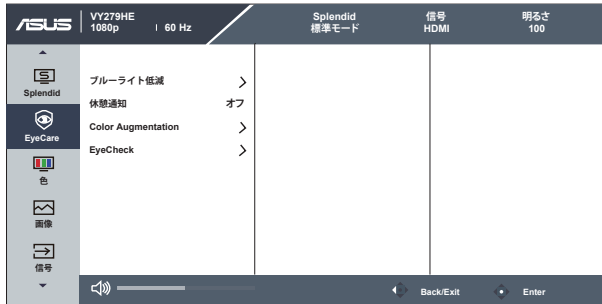 ASUS
VY279HE
1080p 60 Hz
Splendid
標準モード
信号
HDMI
明るさ
100
Splendid
EyeCare
色
画像
信号
ブルーライト低減
休憩通知 オフ
Color Augmentation
EyeCheck
Back/Exit
Enter